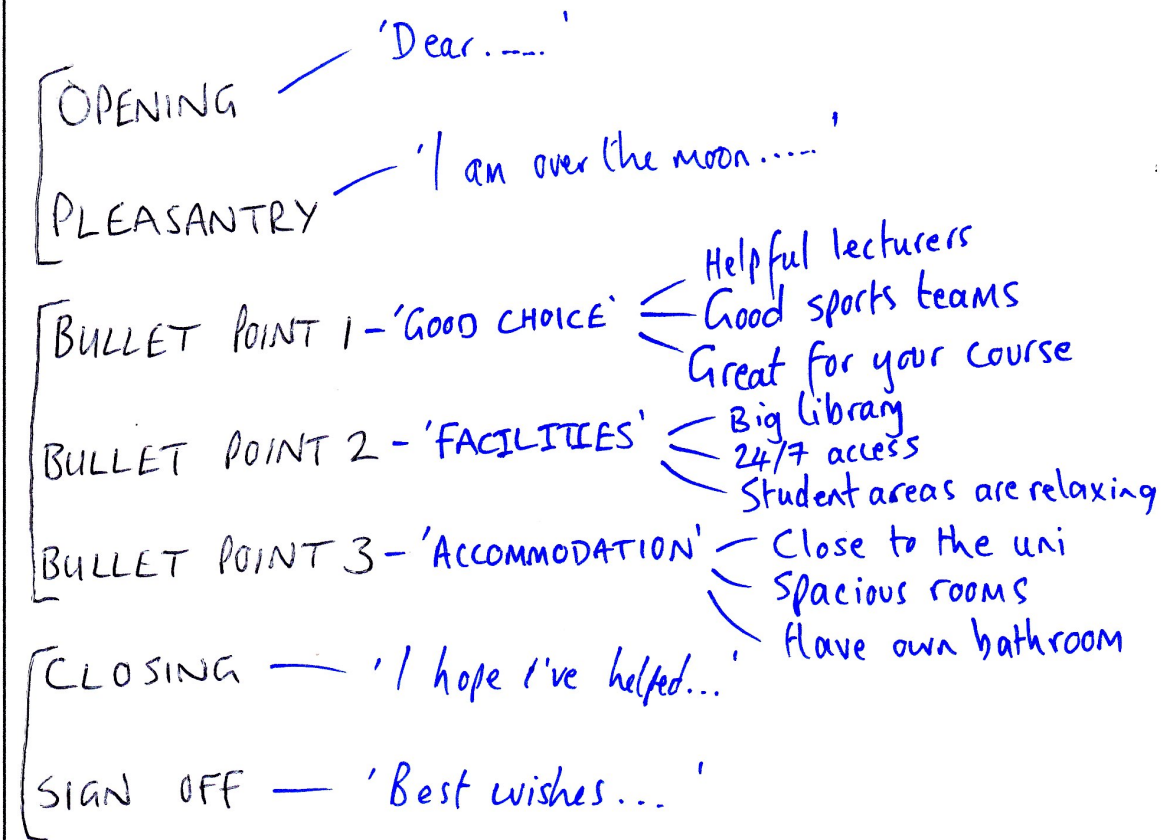 OPENING — 'Dear.....'
PLEASANTRY — 'I am over the moon.....'
BULLET POINT 1 - 'GOOD CHOICE'
Helpful lecturers
Good sports teams
Great for your course
BULLET POINT 2 - 'FACILITIES'
Big library
24/7 access
Student areas are relaxing
BULLET POINT 3 - 'ACCOMMODATION'
Close to the uni
Spacious rooms
Have own bathroom
CLOSING — 'I hope I've helped...'
SIGN OFF — 'Best wishes...'